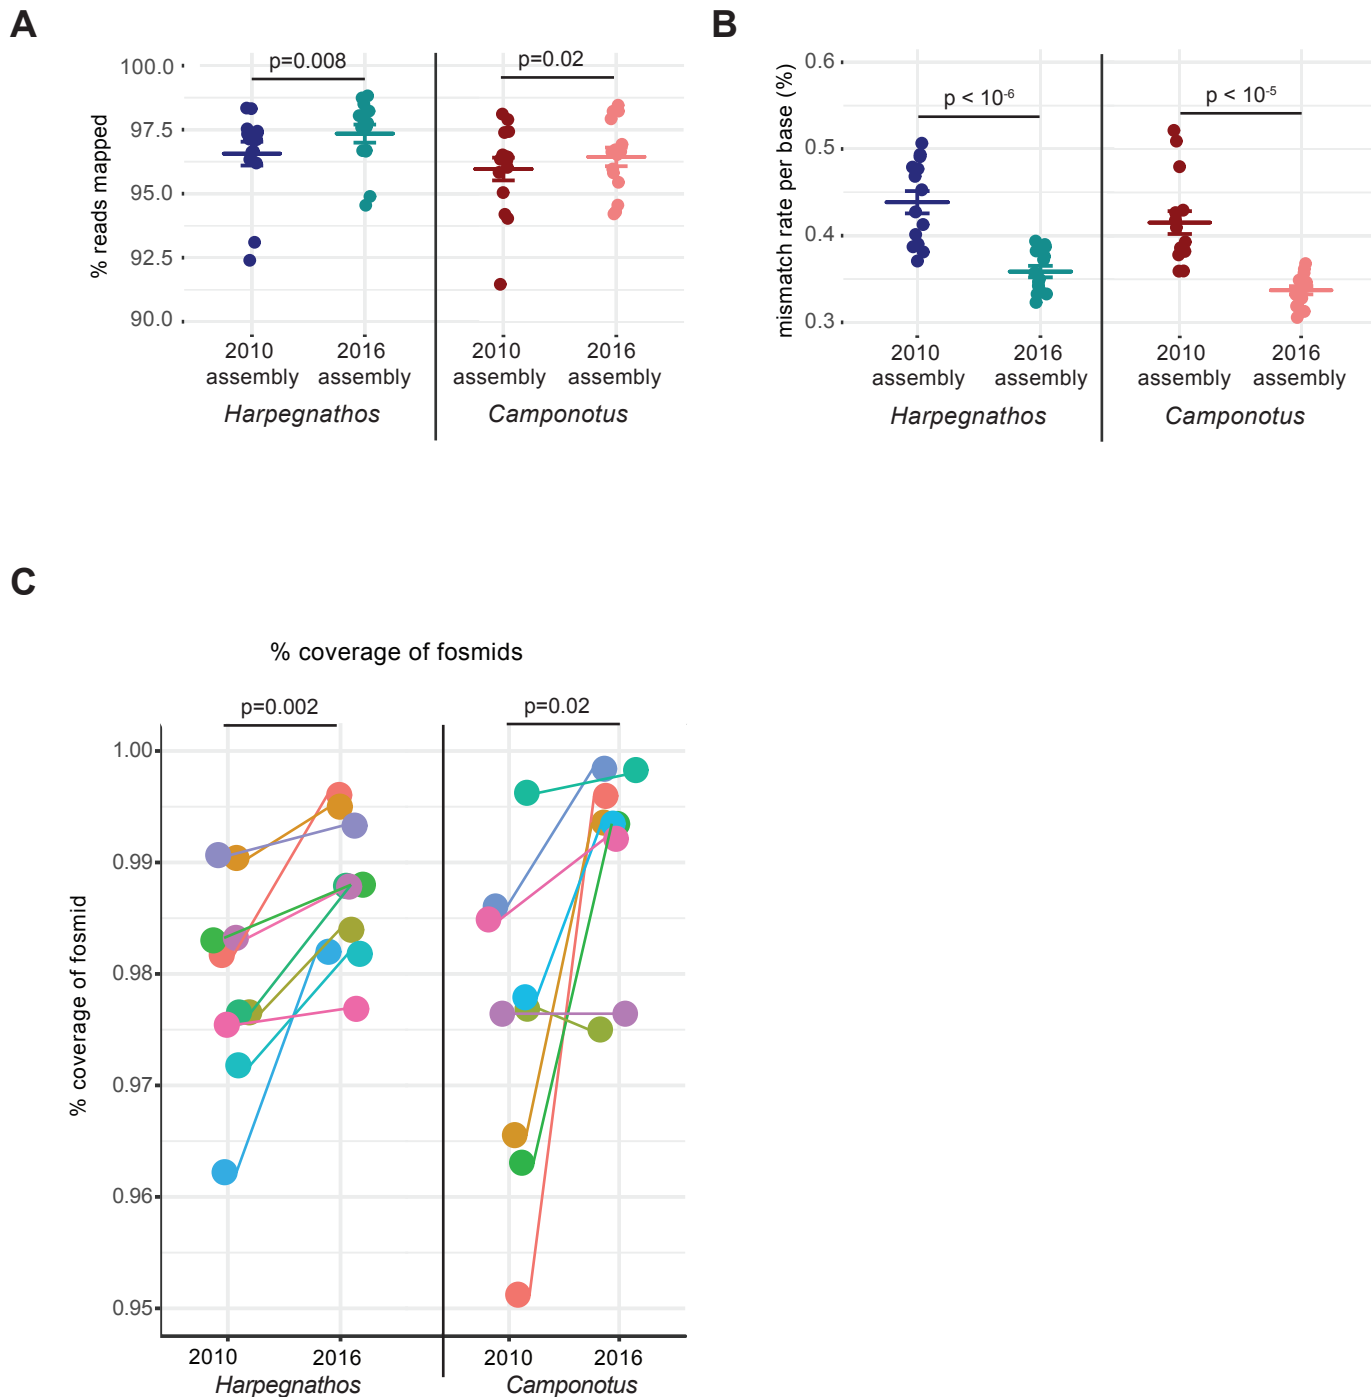 A
% reads mapped
100.0
97.5
95.0
92.5
90.0
p=0.008
p=0.02
2010 assembly
2016 assembly
2010 assembly
2016 assembly
Harpegnathos
Camponotus
B
mismatch rate per base (%)
0.6
0.5
0.4
0.3
p < 10-6
p < 10-5
2010 assembly
2016 assembly
2010 assembly
2016 assembly
Harpegnathos
Camponotus
C
% coverage of fosmids
p=0.002
p=0.02
% coverage of fosmid
1.00
0.99
0.98
0.97
0.96
0.95
2010
2016
2010
2016
Harpegnathos
Camponotus